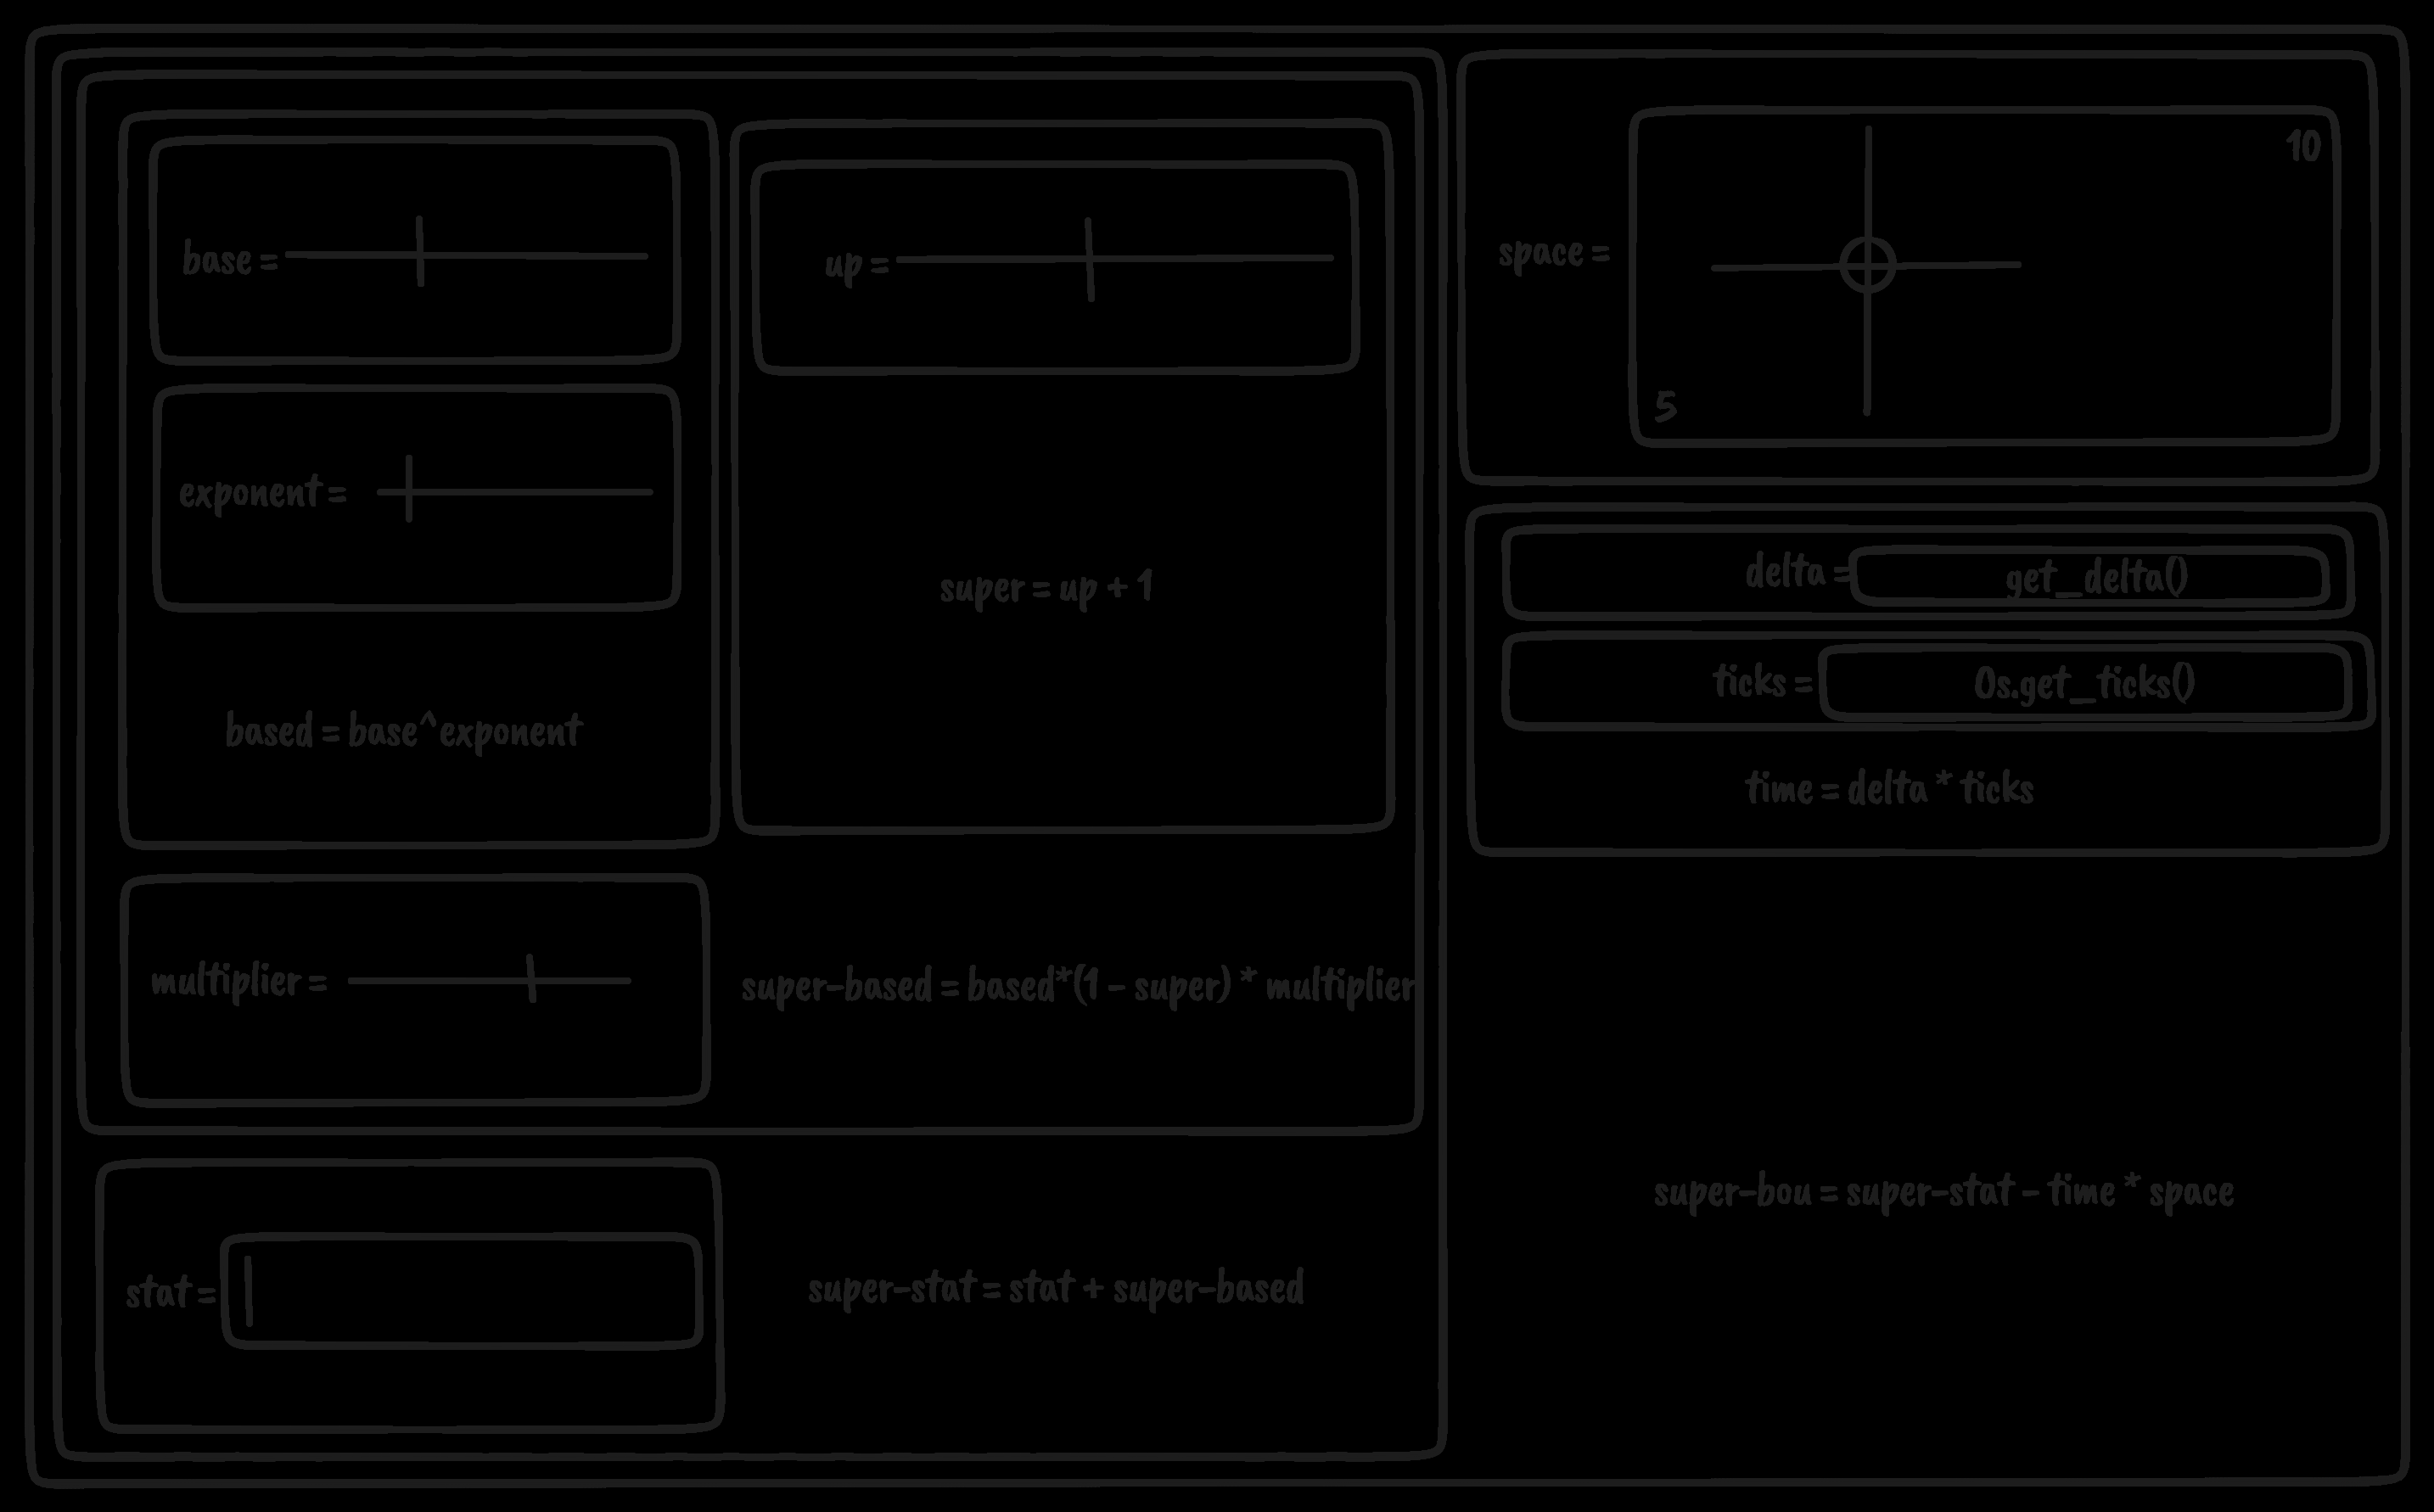 base =
exponent =
based = base^exponent
up =
super = up + 1
multiplier =
super-based = based*(1 - super) * multiplier
stat =
super-stat = stat + super-based
space =
10
5
delta =
get_delta()
ticks =
Os.get_ticks()
time = delta * ticks
super-bou = super-stat - time * space